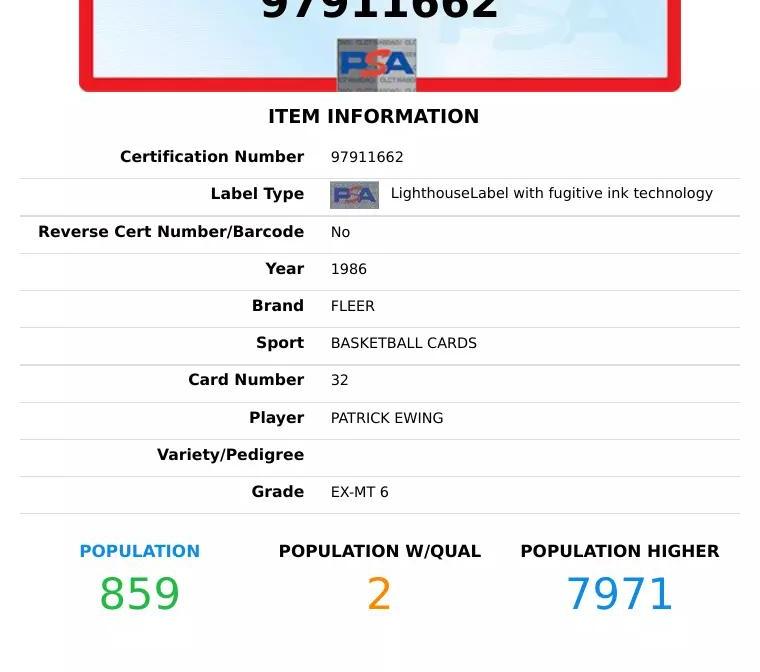 97911662
PSA
ITEM INFORMATION
Certification Number 97911662
Label Type PSA LighthouseLabel with fugitive ink technology
Reverse Cert Number/Barcode No
Year 1986
Brand FLEER
Sport BASKETBALL CARDS
Card Number 32
Player PATRICK EWING
Variety/Pedigree
Grade EX-MT 6
POPULATION POPULATION W/QUAL POPULATION HIGHER
859 2 7971